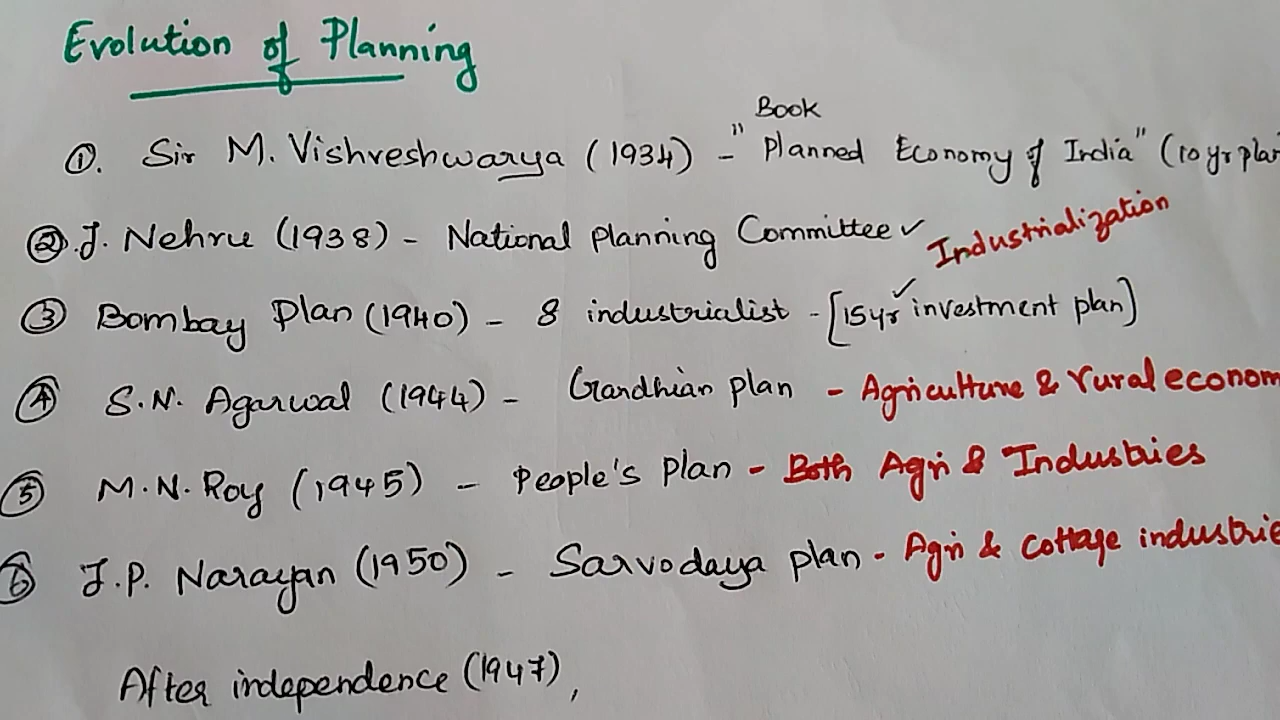 Evolution of Planning
Book
①. Sir M. Vishveshwarya (1934) - "Planned Economy of India" (10 yr plan
②. J. Nehru (1938) - National Planning Committee ✓ Industrialization
③ Bombay Plan (1940) - 8 industrialist - [15 yr ✓ investment plan]
④ S.N. Agarwal (1944) - Gandhian plan - Agriculture & rural econom
⑤ M.N. Roy (1945) - People's plan - Both Agri & Industries
⑥ J.P. Narayan (1950) - Sarvodaya plan - Agri & Cottage industrie
After independence (1947),